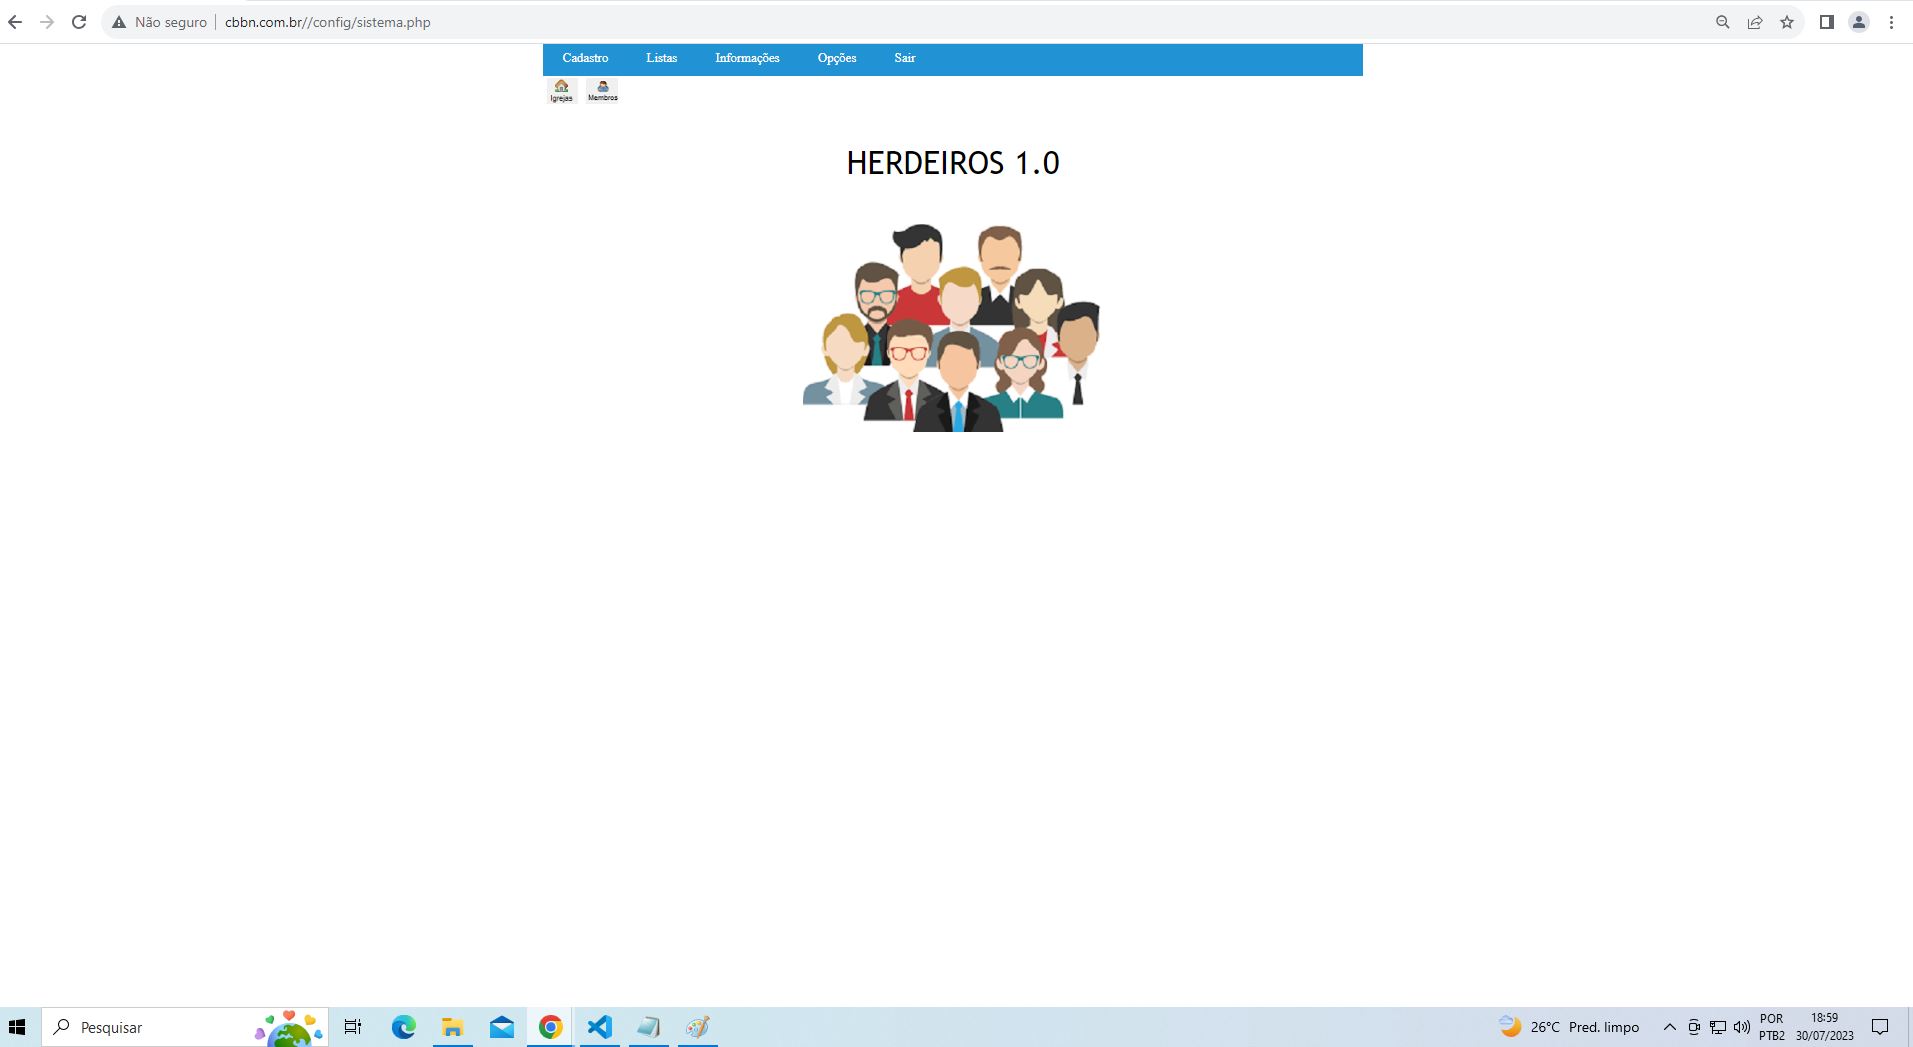 Não seguro cbbn.com.br//config/sistema.php
Cadastro Listas Informações Opções Sair
Igrejas Membros
HERDEIROS 1.0
Pesquisar 26°C Pred. limpo POR 18:59
PTB2 30/07/2023